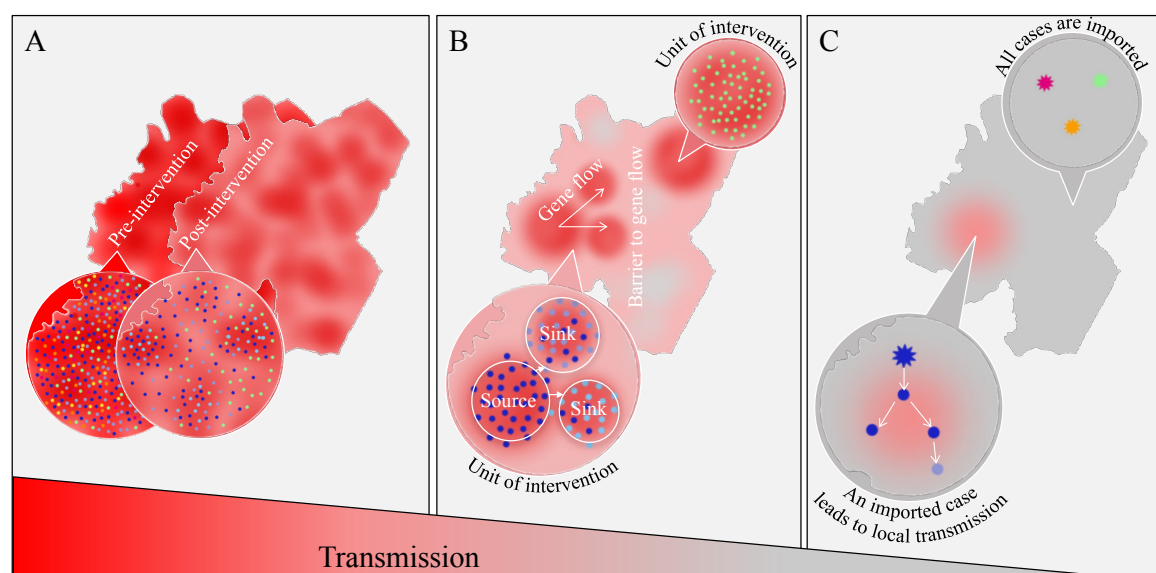 A
Pre-intervention
Post-intervention
B
Unit of intervention
Gene flow
Barrier to gene flow
Sink
Source
Sink
Unit of intervention
C
All cases are imported
An imported case
leads to local transmission
Transmission